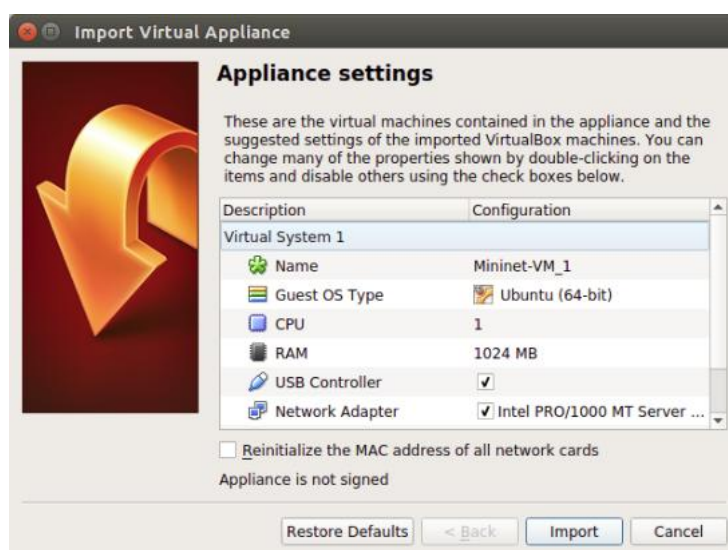 Import Virtual Appliance
Appliance settings
These are the virtual machines contained in the appliance and the
suggested settings of the imported VirtualBox machines. You can
change many of the properties shown by double-clicking on the
items and disable others using the check boxes below.
Description Configuration
Virtual System 1
Name Mininet-VM_1
Guest OS Type Ubuntu (64-bit)
CPU 1
RAM 1024 MB
USB Controller
Network Adapter Intel PRO/1000 MT Server ...
Reinitialize the MAC address of all network cards
Appliance is not signed
Restore Defaults < Back Import Cancel